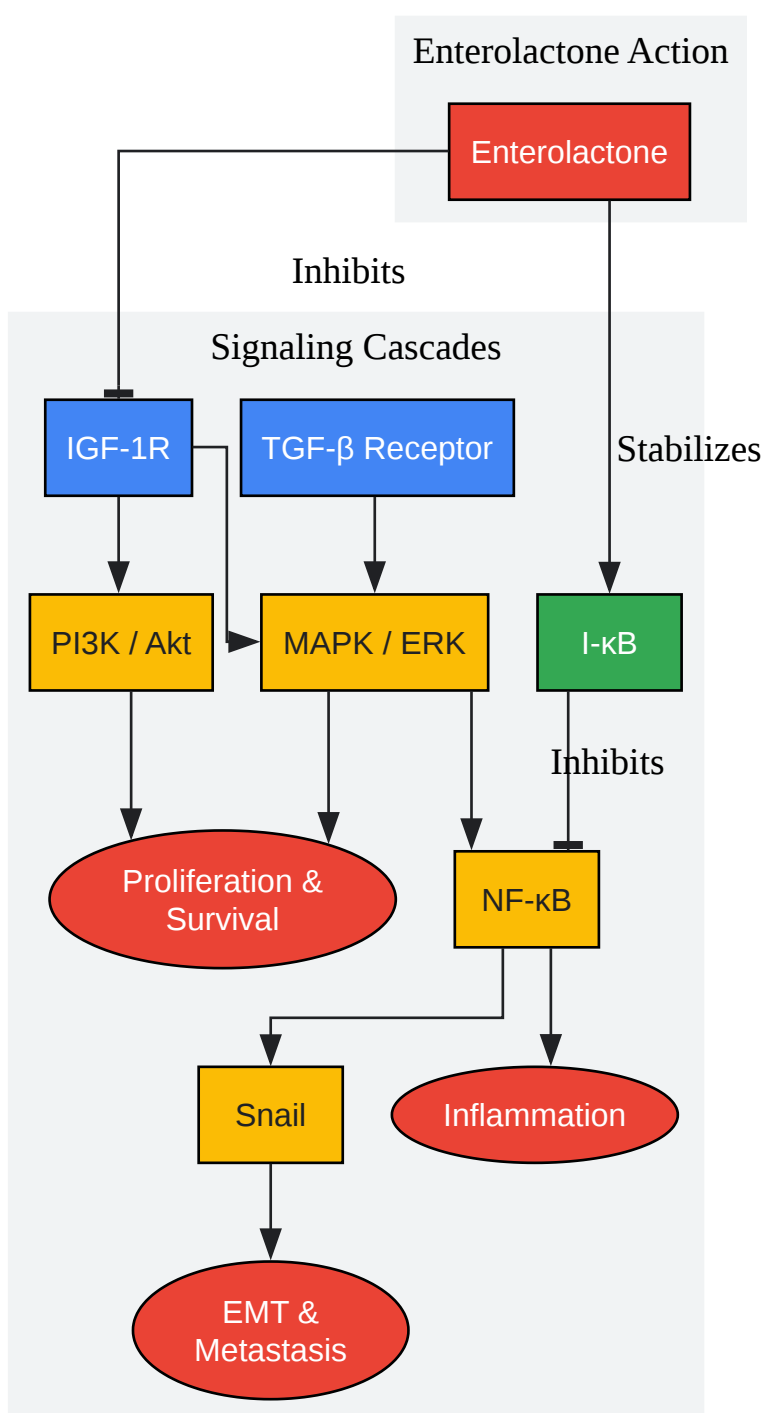 Enterolactone Action
Enterolactone
Inhibits
Signaling Cascades
IGF-1R
TGF-β Receptor
Stabilizes
PI3K / Akt
MAPK / ERK
I-κB
Inhibits
Proliferation &
Survival
NF-κB
Snail
Inflammation
EMT &
Metastasis